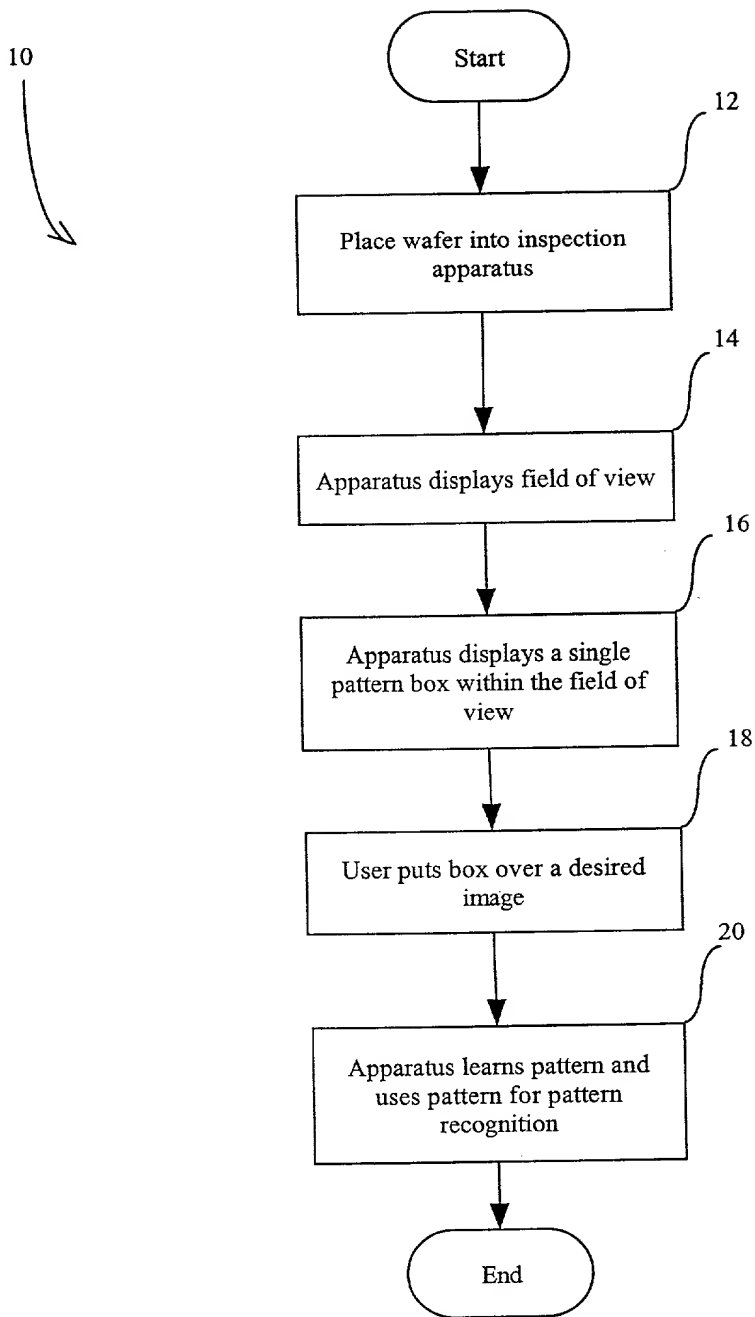 10
Start
12
Place wafer into inspection
apparatus
14
Apparatus displays field of view
16
Apparatus displays a single
pattern box within the field of
view
18
User puts box over a desired
image
20
Apparatus learns pattern and
uses pattern for pattern
recognition
End